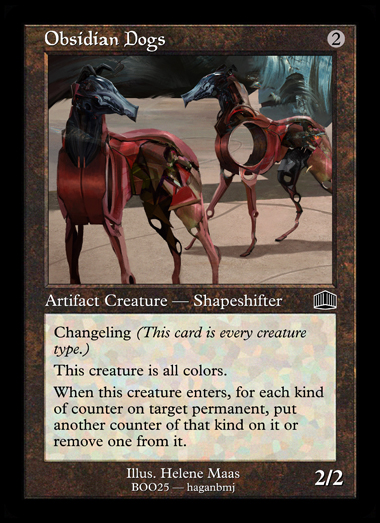 Obsidian Dogs 2
Artifact Creature — Shapeshifter
Changeling (This card is every creature
type.)
This creature is all colors.
When this creature enters, for each kind
of counter on target permanent, put
another counter of that kind on it or
remove one from it.
Illus. Helene Maas
BOO25 — haganbmj
2/2